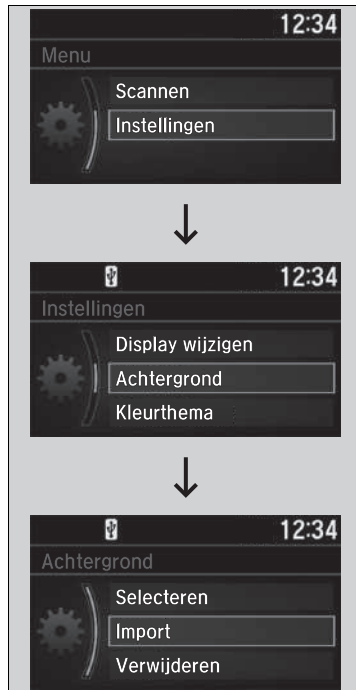 12:34
Menu
Scannen
Instellingen
12:34
Instellingen
Display wijzigen
Achtergrond
Kleurthema
12:34
Achtergrond
Selecteren
Import
Verwijderen